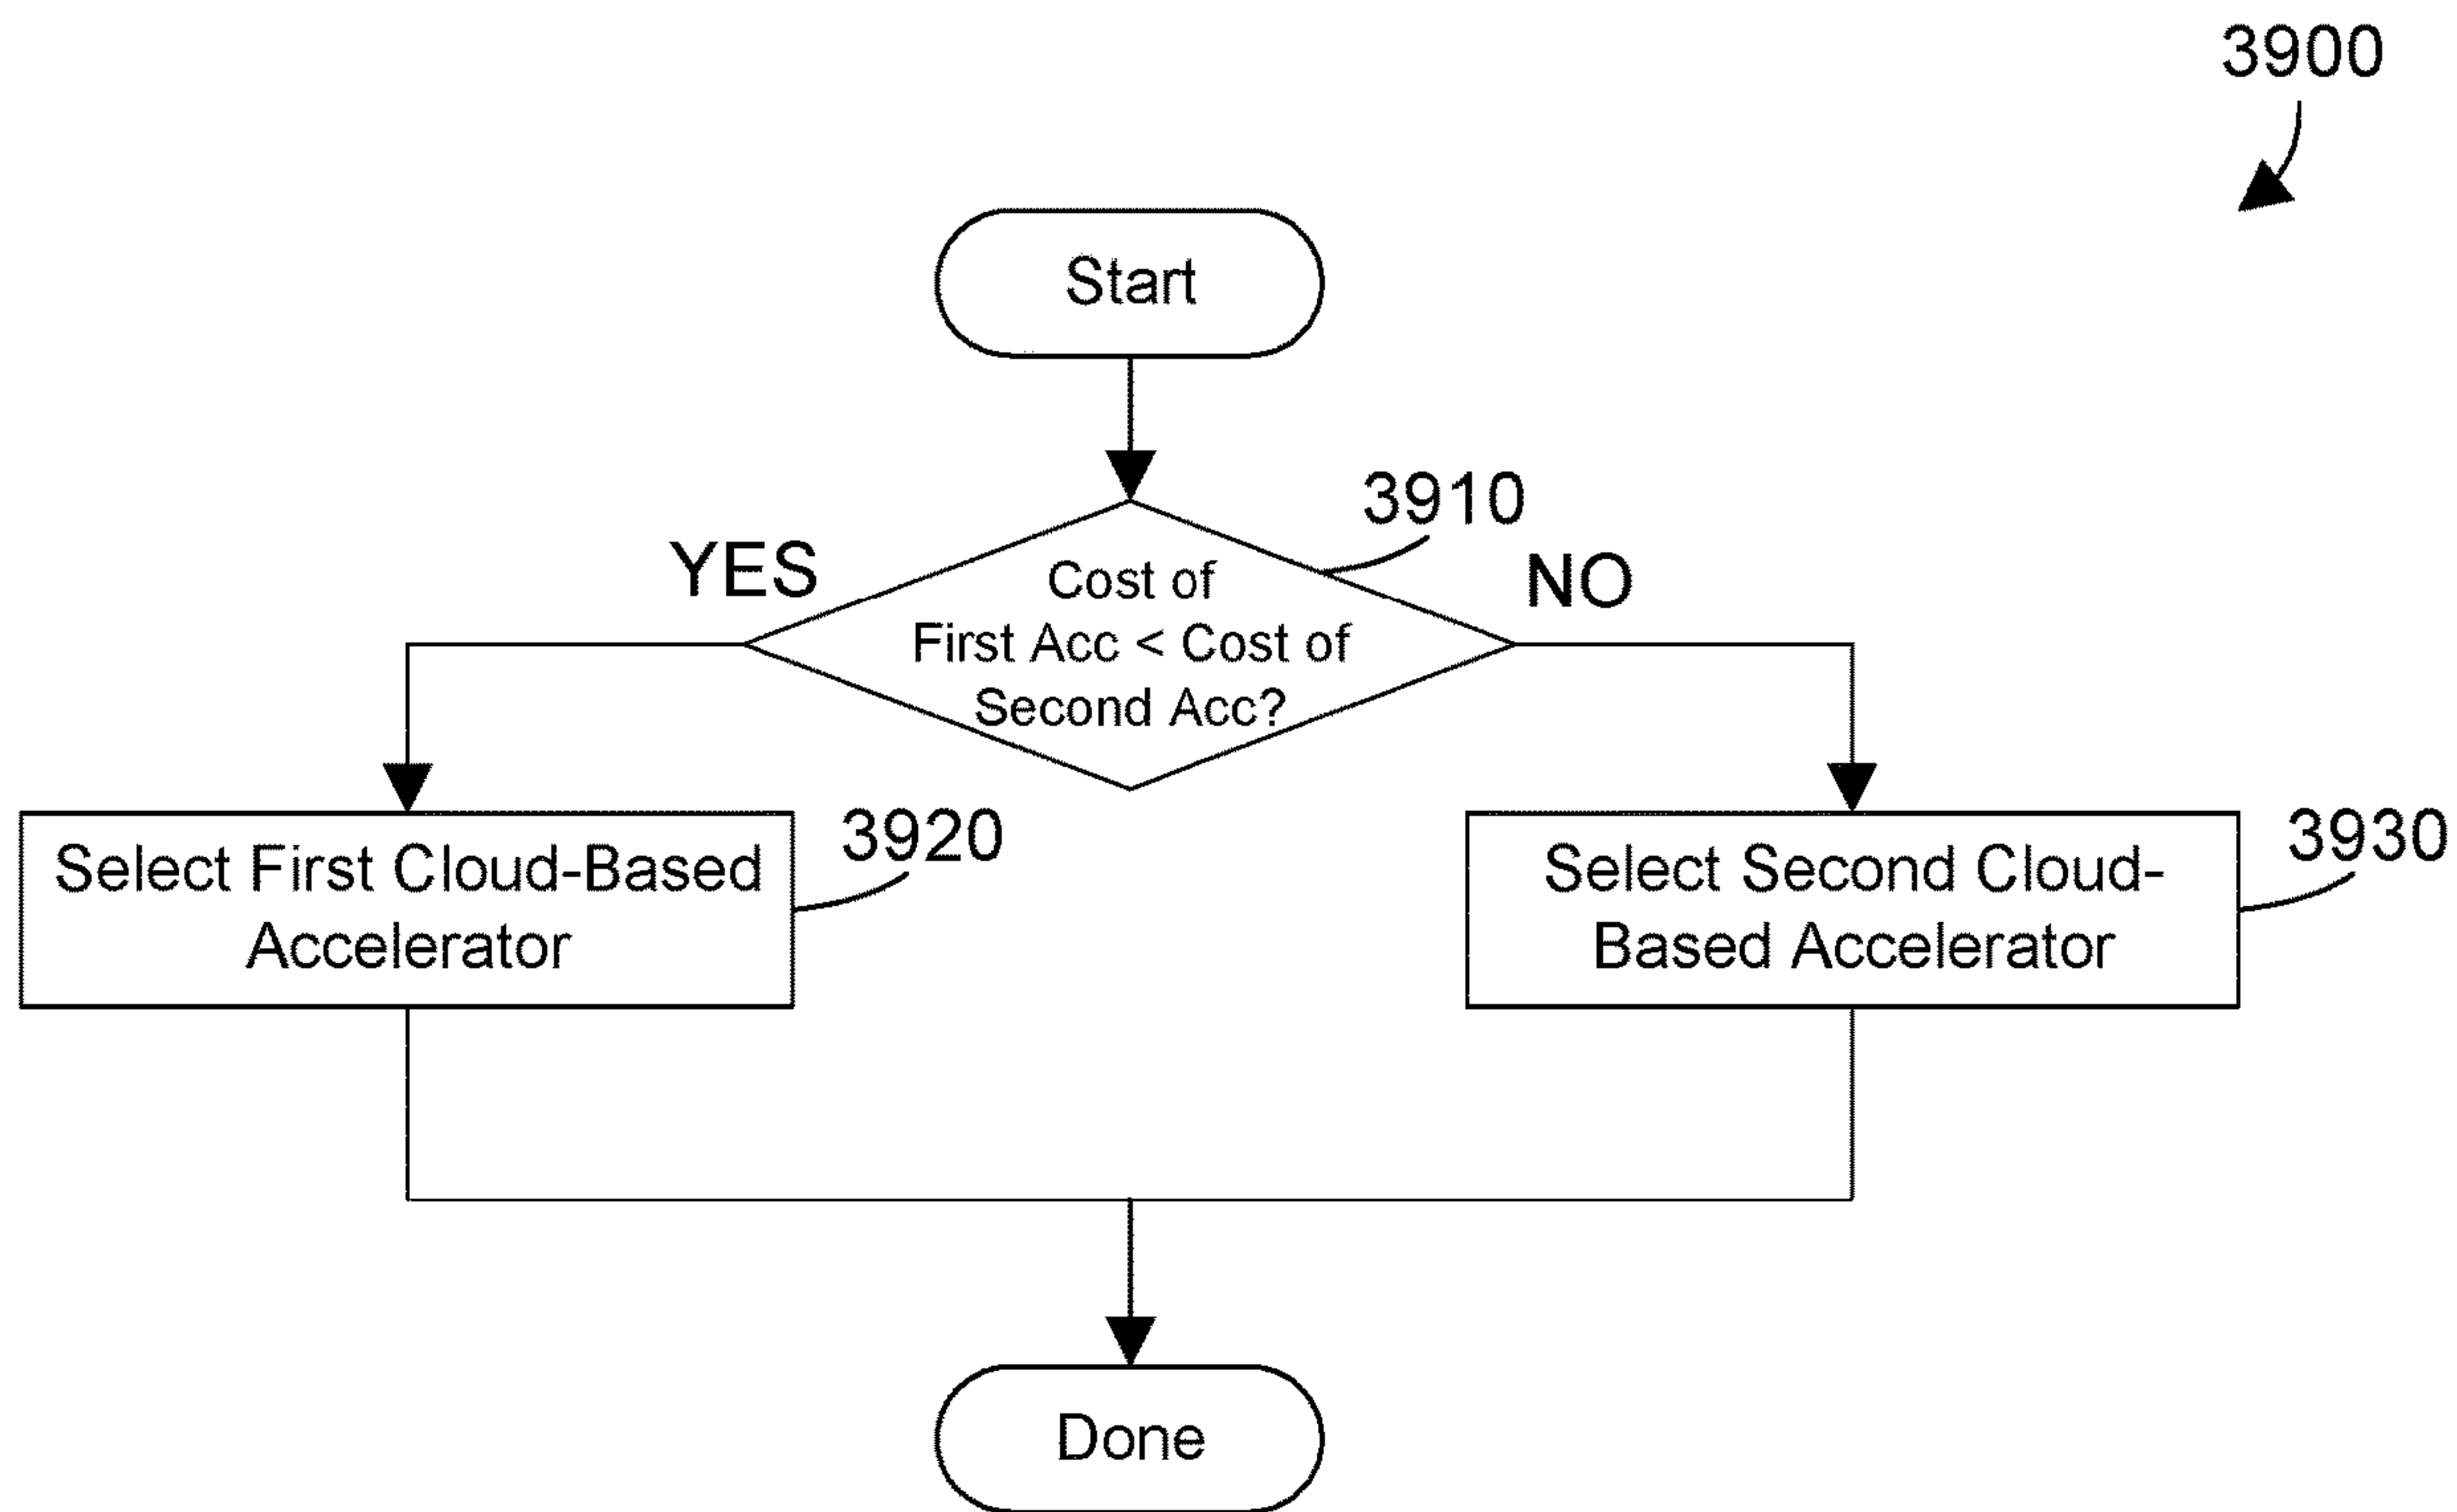 3900
Start
3910
YES
NO
Cost of
First Acc < Cost of
Second Acc?
3920
Select First Cloud-Based
Accelerator
3930
Select Second Cloud-
Based Accelerator
Done